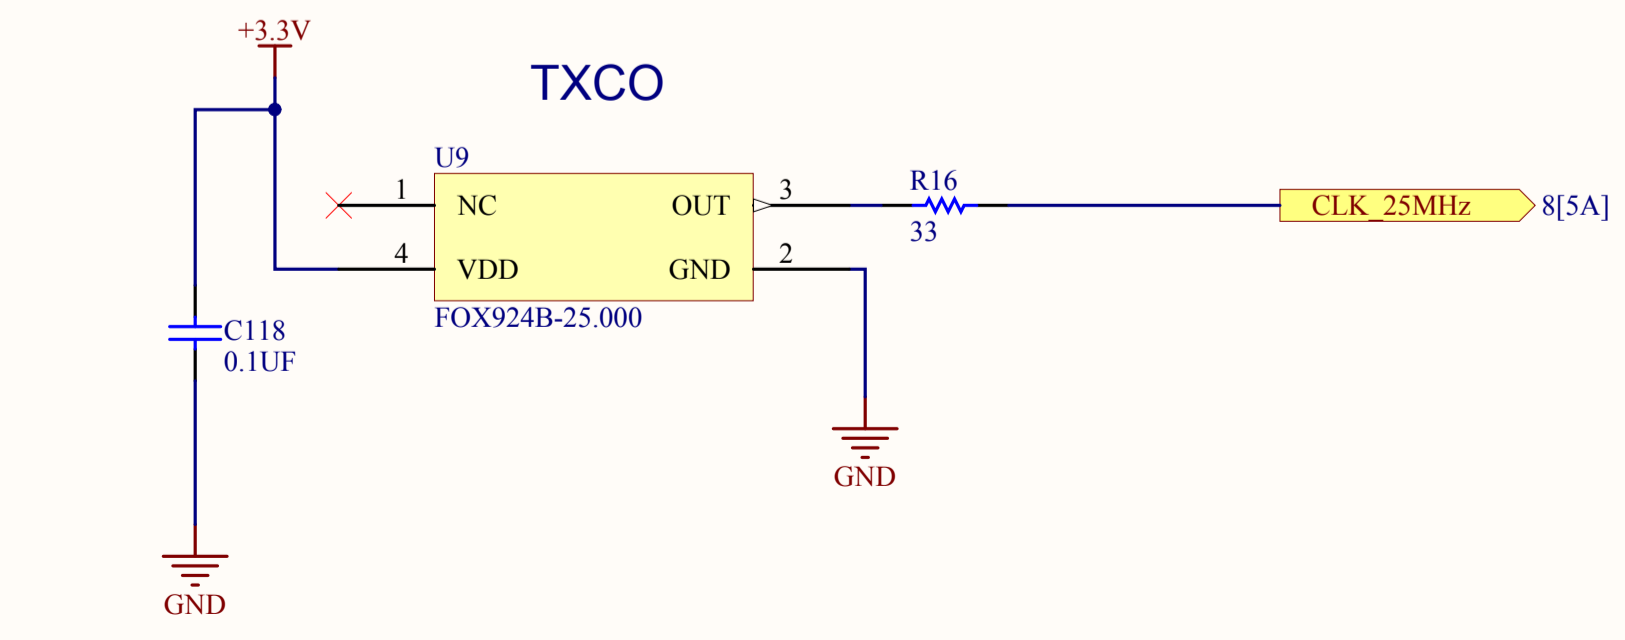 +3.3V
TXCO
U9
1
NC
OUT
3
R16
33
CLK_25MHz
8[5A]
4
VDD
GND
2
FOX924B-25.000
C118
0.1UF
GND
GND